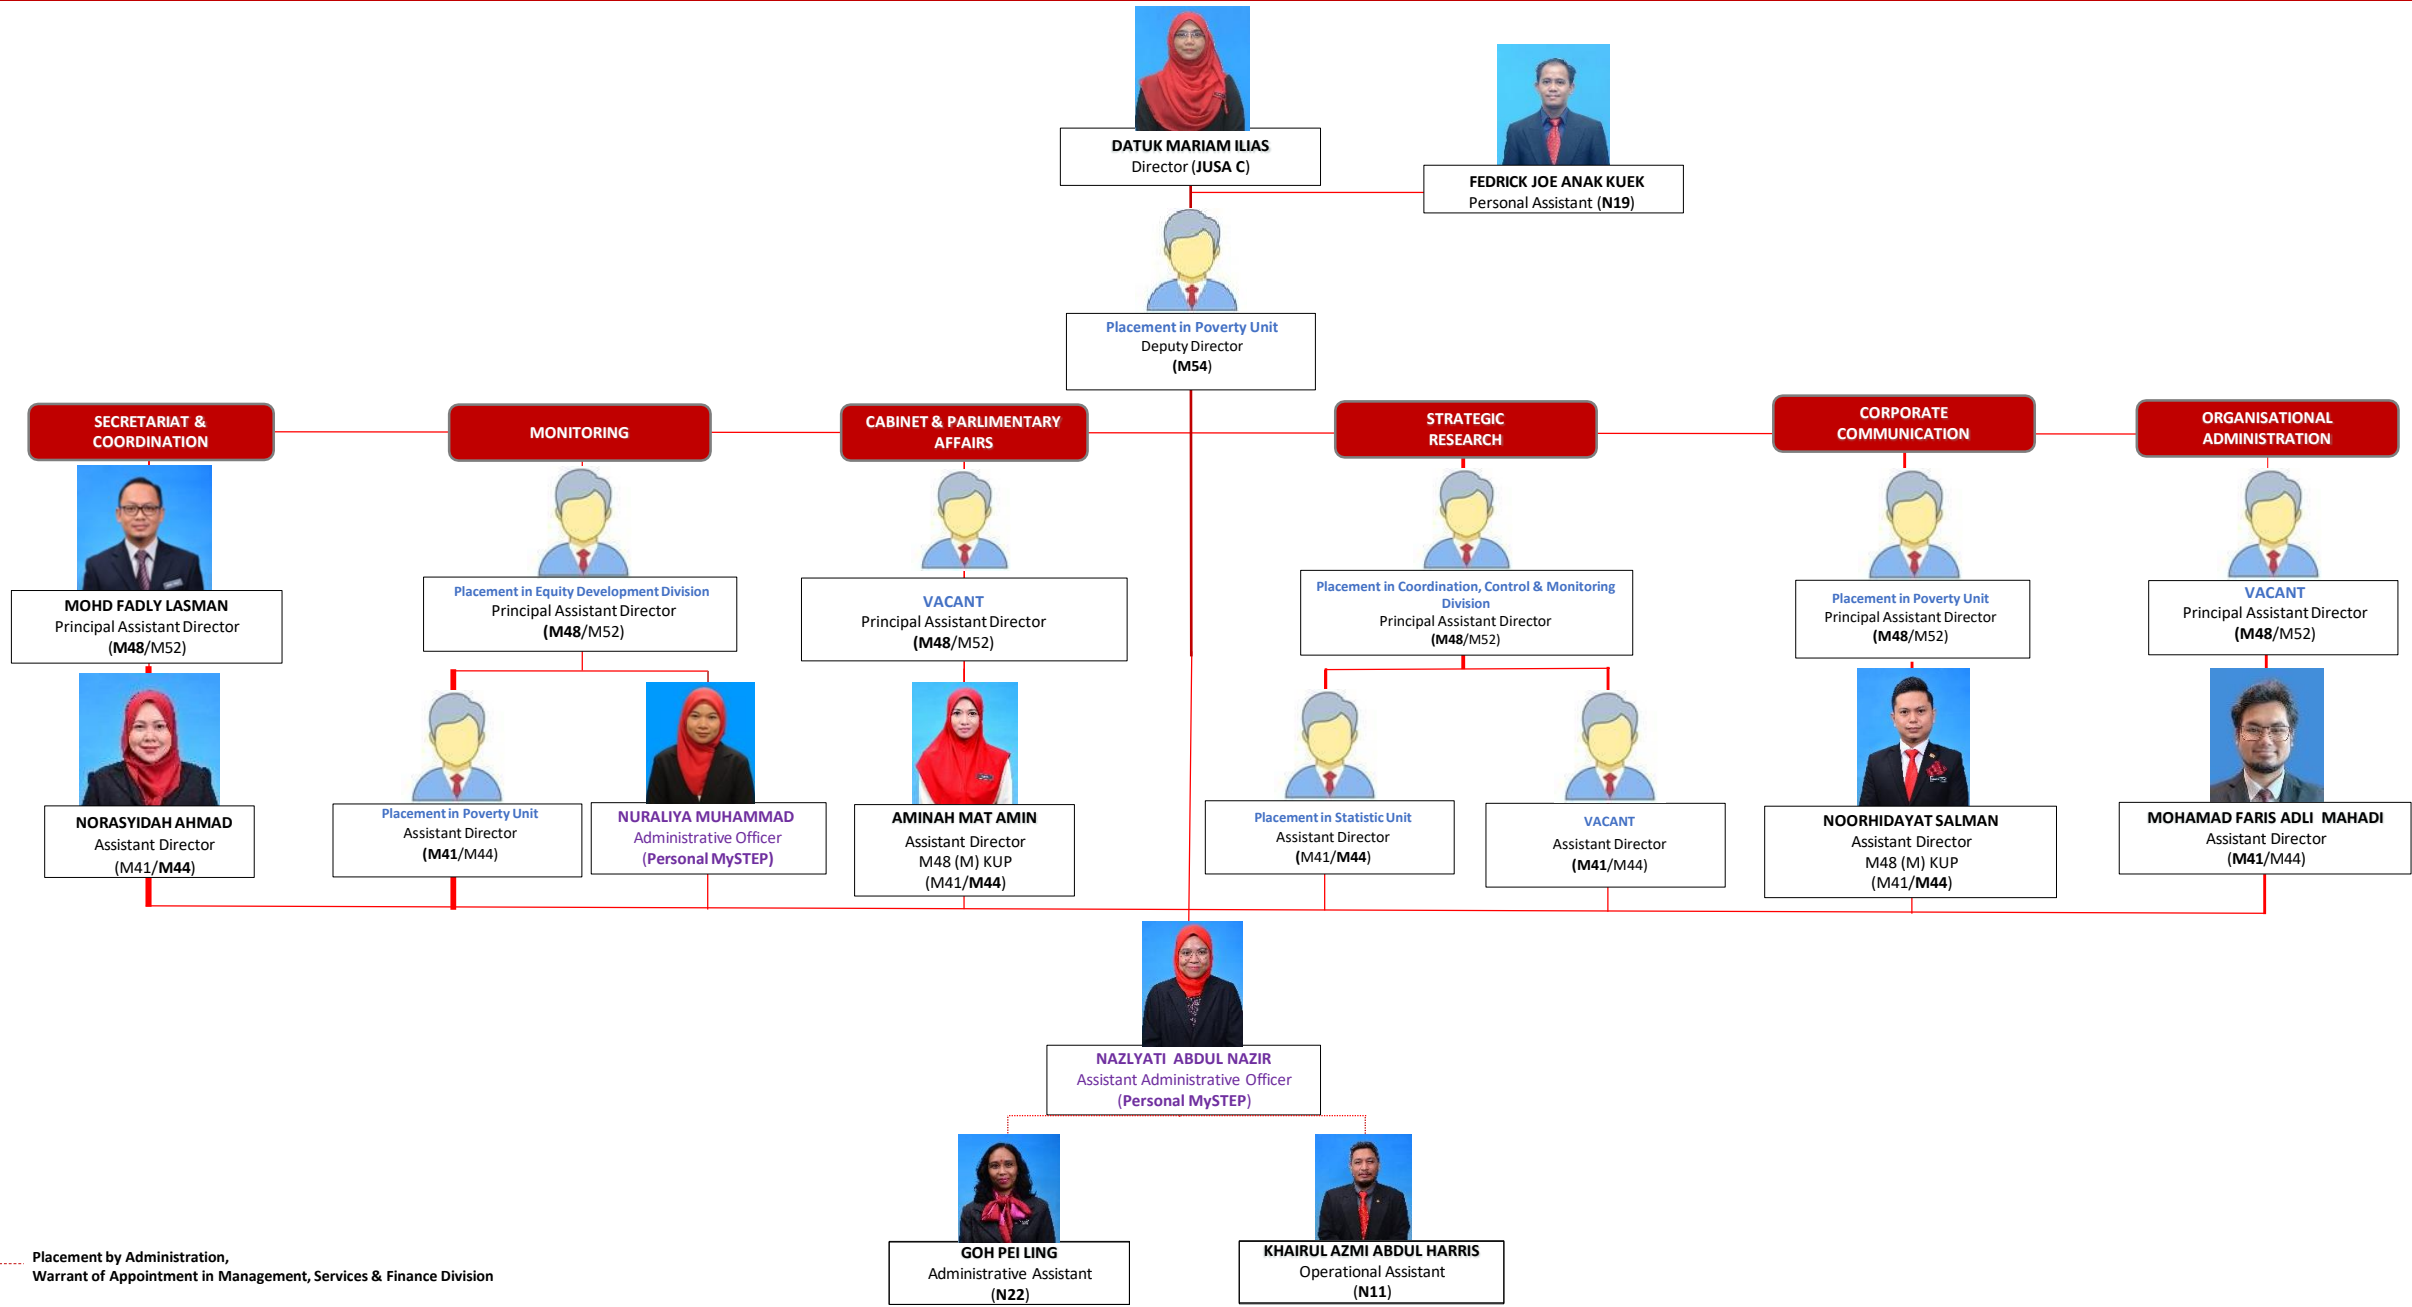 DATUK MARIAM ILIAS
Director (JUSA C)
FEDRICK JOE ANAK KUEK
Personal Assistant (N19)
Placement in Poverty Unit
Deputy Director
(M54)
SECRETARIAT &
COORDINATION
MONITORING
CABINET & PARLIMENTARY
AFFAIRS
STRATEGIC
RESEARCH
CORPORATE
COMMUNICATION
ORGANISATIONAL
ADMINISTRATION
MOHD FADLY LASMAN
Principal Assistant Director
(M48/M52)
Placement in Equity Development Division
Principal Assistant Director
(M48/M52)
VACANT
Principal Assistant Director
(M48/M52)
Placement in Coordination, Control & Monitoring
Division
Principal Assistant Director
(M48/M52)
Placement in Poverty Unit
Principal Assistant Director
(M48/M52)
VACANT
Principal Assistant Director
(M48/M52)
NORASYIDAH AHMAD
Assistant Director
(M41/M44)
Placement in Poverty Unit
Assistant Director
(M41/M44)
NURALIYA MUHAMMAD
Administrative Officer
(Personal MySTEP)
AMINAH MAT AMIN
Assistant Director
M48 (M) KUP
(M41/M44)
Placement in Statistic Unit
Assistant Director
(M41/M44)
VACANT
Assistant Director
(M41/M44)
NOORHIDAYAT SALMAN
Assistant Director
M48 (M) KUP
(M41/M44)
MOHAMAD FARIS ADLI MAHADI
Assistant Director
(M41/M44)
NAZLYATI ABDUL NAZIR
Assistant Administrative Officer
(Personal MySTEP)
GOH PEI LING
Administrative Assistant
(N22)
KHAIRUL AZMI ABDUL HARRIS
Operational Assistant
(N11)
Placement by Administration,
Warrant of Appointment in Management, Services & Finance Division